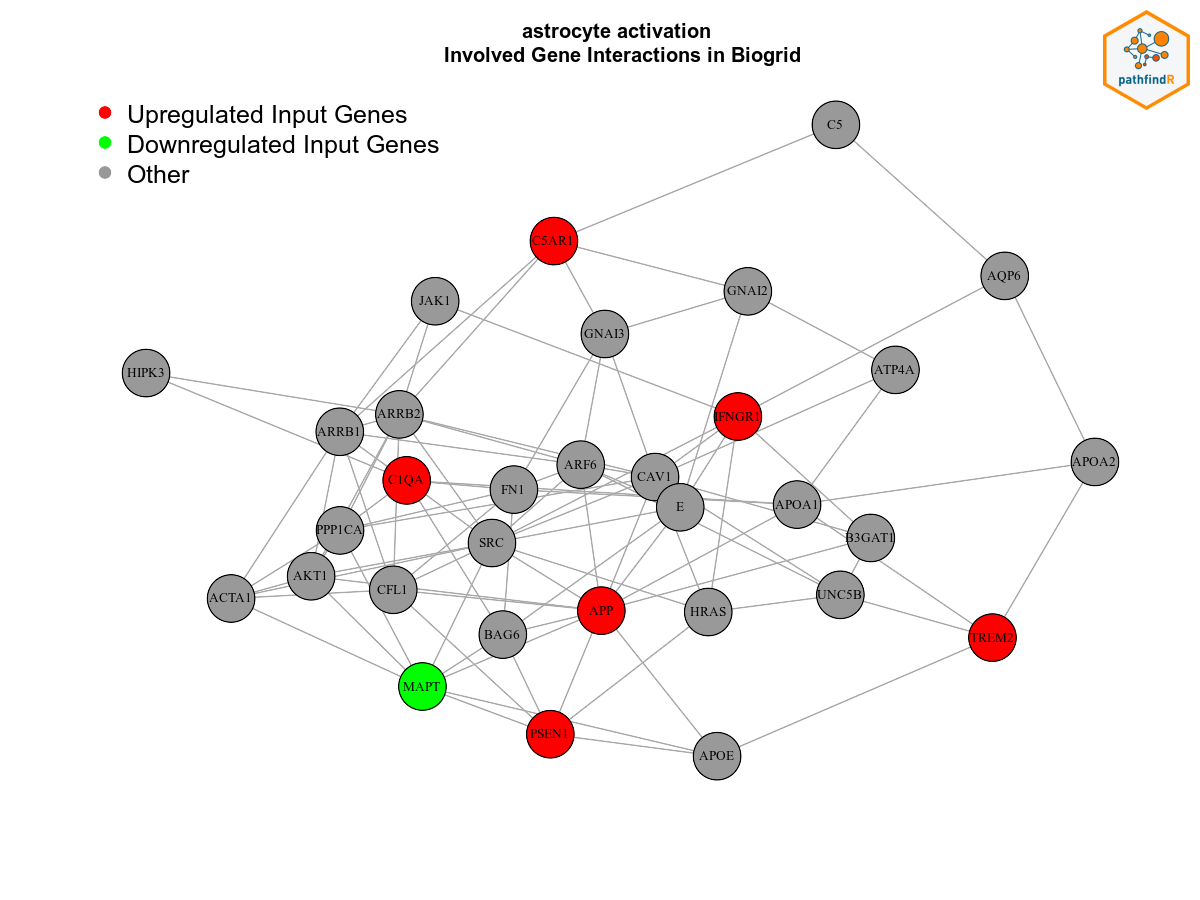 astrocyte activation
Involved Gene Interactions in Biogrid
pathfindR
Upregulated Input Genes
Downregulated Input Genes
Other
C5
C5AR1
AQP6
GNAI2
JAK1
GNAI3
HIPK3
ATP4A
ARRB2
IFNGR1
ARRB1
APOA2
ARF6
CAV1
C1QA
FN1
APOA1
E
PPP1CA
B3GAT1
SRC
AKT1
CFL1
UNC5B
ACTA1
APP
HRAS
BAG6
TREM2
MAPT
PSEN1
APOE